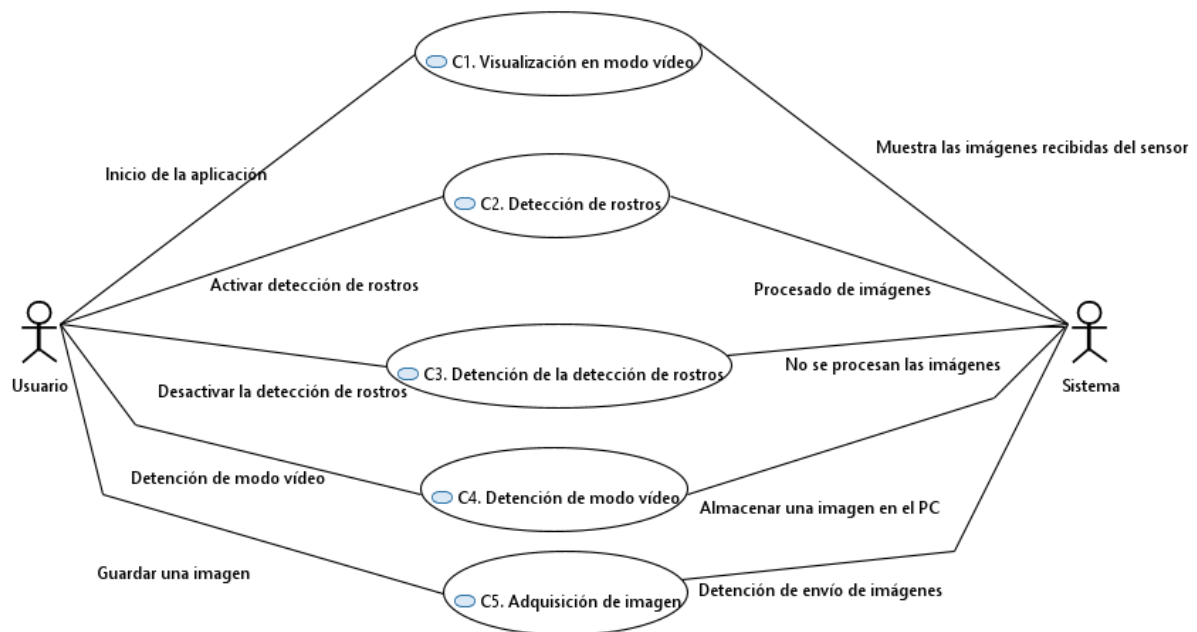 C1. Visualización en modo vídeo
Muestra las imágenes recibidas del sensor
Inicio de la aplicación
C2. Detección de rostros
Activar detección de rostros
Procesado de imágenes
Usuario
Sistema
C3. Detención de la detección de rostros
No se procesan las imágenes
Desactivar la detección de rostros
Detención de modo vídeo
C4. Detención de modo vídeo
Almacenar una imagen en el PC
Guardar una imagen
C5. Adquisición de imagen
Detención de envío de imágenes